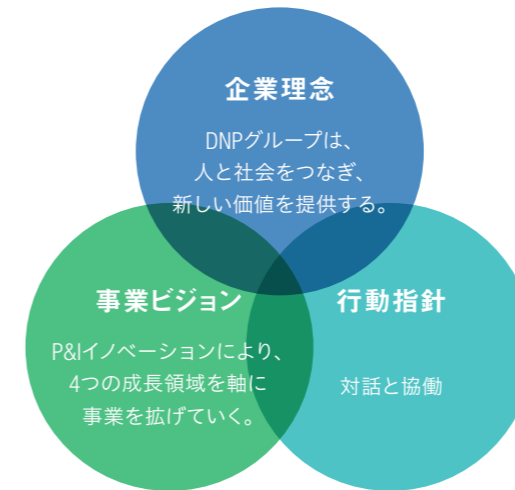 企業理念
DNPグループは、
人と社会をつなぎ、
新しい価値を提供する。
事業ビジョン
P&Iイノベーションにより、
4つの成長領域を軸に
事業を拡げていく。
行動指針
対話と協働